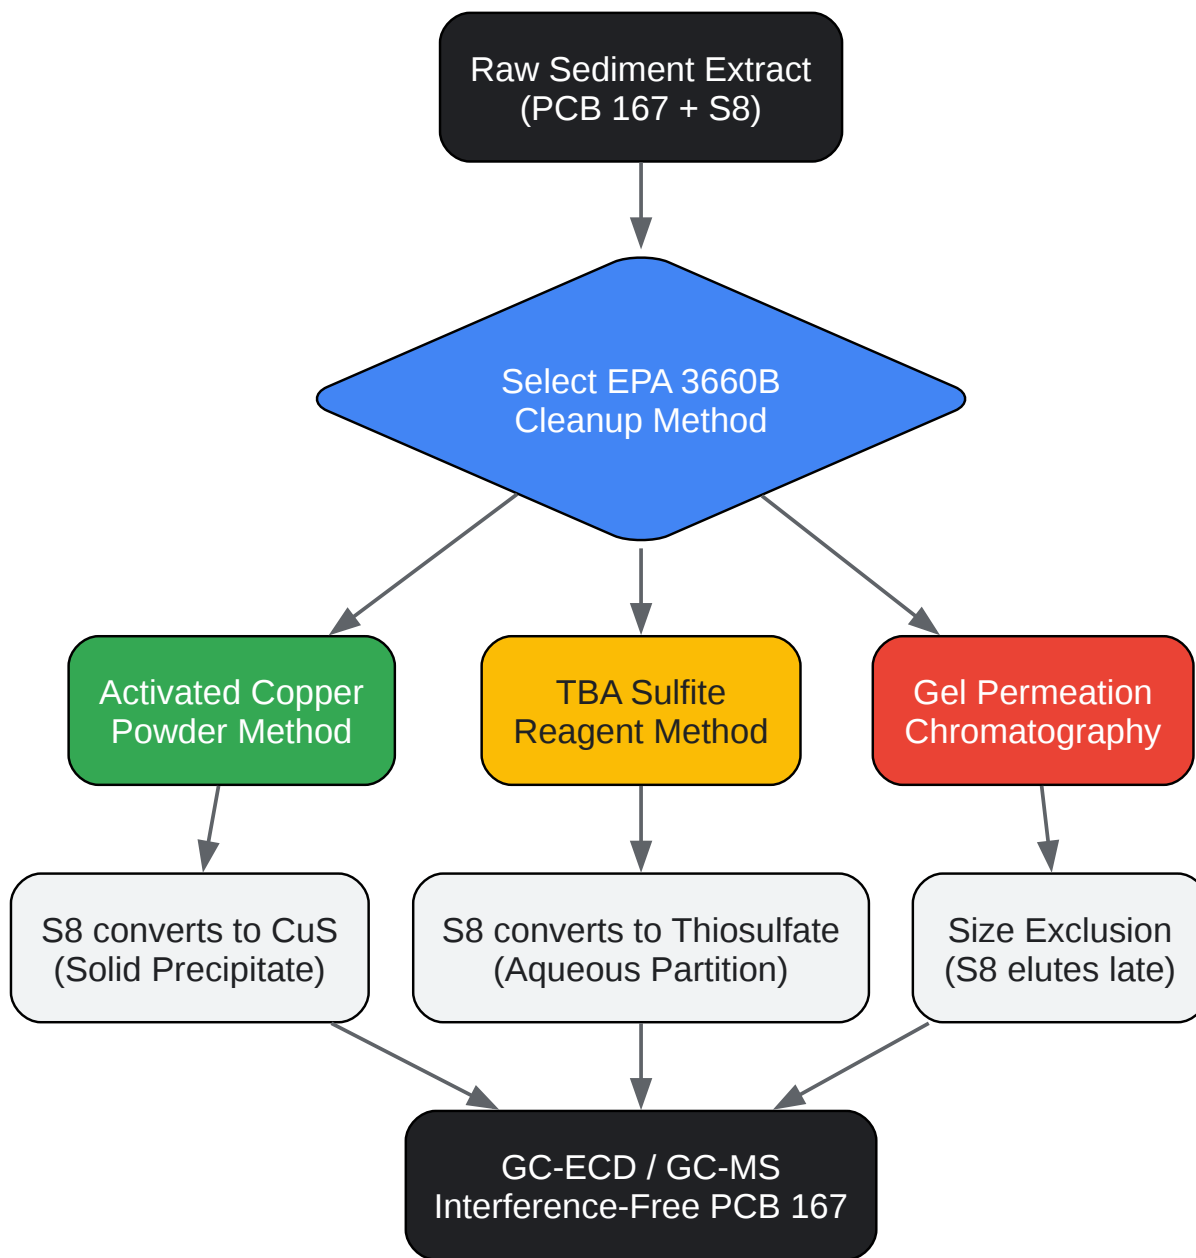 Raw Sediment Extract
(PCB 167 + S8)
Select EPA 3660B
Cleanup Method
Activated Copper
Powder Method
TBA Sulfite
Reagent Method
Gel Permeation
Chromatography
S8 converts to CuS
(Solid Precipitate)
S8 converts to Thiosulfate
(Aqueous Partition)
Size Exclusion
(S8 elutes late)
GC-ECD / GC-MS
Interference-Free PCB 167